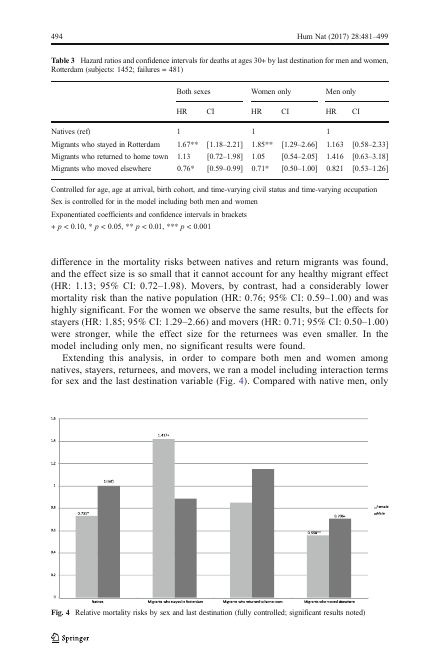 494 Hum Nat (2017) 28:481–499
Table 3 Hazard ratios and confidence intervals for deaths at ages 30+ by last destination for men and women,
Rotterdam (subjects: 1452; failures = 481)
Both sexes Women only Men only
HR CI HR CI HR CI
Natives (ref) 1 1 1
Migrants who stayed in Rotterdam 1.67** [1.18–2.21] 1.85** [1.29–2.66] 1.163 [0.58–2.33]
Migrants who returned to home town 1.13 [0.72–1.98] 1.05 [0.54–2.05] 1.416 [0.63–3.18]
Migrants who moved elsewhere 0.76* [0.59–0.99] 0.71* [0.50–1.00] 0.821 [0.53–1.26]
Controlled for age, age at arrival, birth cohort, and time-varying civil status and time-varying occupation
Sex is controlled for in the model including both men and women
Exponentiated coefficients and confidence intervals in brackets
+ p < 0.10, * p < 0.05, ** p < 0.01, *** p < 0.001
difference in the mortality risks between natives and return migrants was found,
and the effect size is so small that it cannot account for any healthy migrant effect
(HR: 1.13; 95% CI: 0.72–1.98). Movers, by contrast, had a considerably lower
mortality risk than the native population (HR: 0.76; 95% CI: 0.59–1.00) and was
highly significant. For the women we observe the same results, but the effects for
stayers (HR: 1.85; 95% CI: 1.29–2.66) and movers (HR: 0.71; 95% CI: 0.50–1.00)
were stronger, while the effect size for the returnees was even smaller. In the
model including only men, no significant results were found.
Extending this analysis, in order to compare both men and women among
natives, stayers, returnees, and movers, we ran a model including interaction terms
for sex and the last destination variable (Fig. 4). Compared with native men, only
1.6
1.4
1.2
1
0.8
0.6
0.4
0.2
0
Natives Migrants who stayed in Rotterdam Migrants who returned to home town Migrants who moved elsewhere
Female
Male
Fig. 4 Relative mortality risks by sex and last destination (fully controlled; significant results noted)
Springer